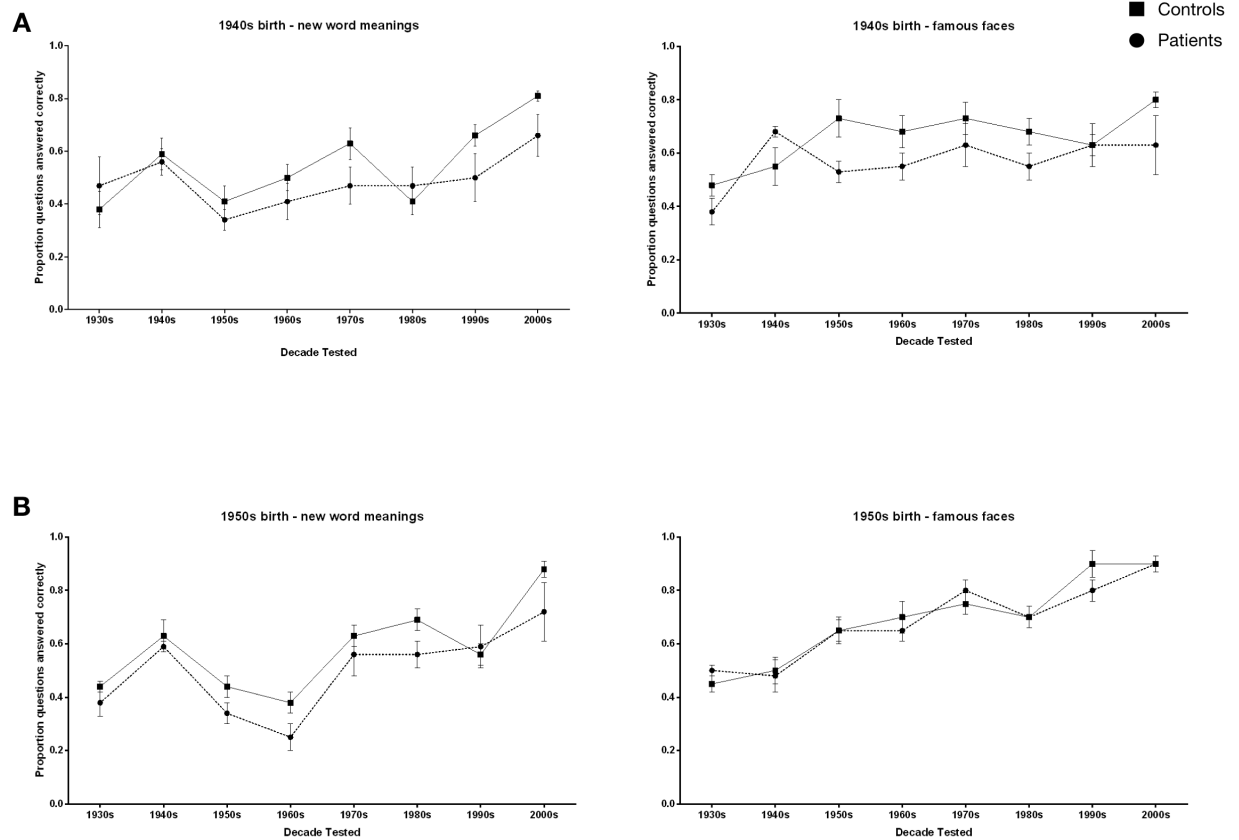 A
1940s birth - new word meanings
Proportion questions answered correctly
1.0
0.8
0.6
0.4
0.2
0.0
1930s 1940s 1950s 1960s 1970s 1980s 1990s 2000s
Decade Tested
1940s birth - famous faces
Controls
Patients
Proportion questions answered correctly
1.0
0.8
0.6
0.4
0.2
0.0
1930s 1940s 1950s 1960s 1970s 1980s 1990s 2000s
Decade Tested
B
1950s birth - new word meanings
Proportion questions answered correctly
1.0
0.8
0.6
0.4
0.2
0.0
1930s 1940s 1950s 1960s 1970s 1980s 1990s 2000s
Decade Tested
1950s birth - famous faces
1.0
0.8
0.6
0.4
0.2
0.0
1930s 1940s 1950s 1960s 1970s 1980s 1990s 2000s
Decade Tested